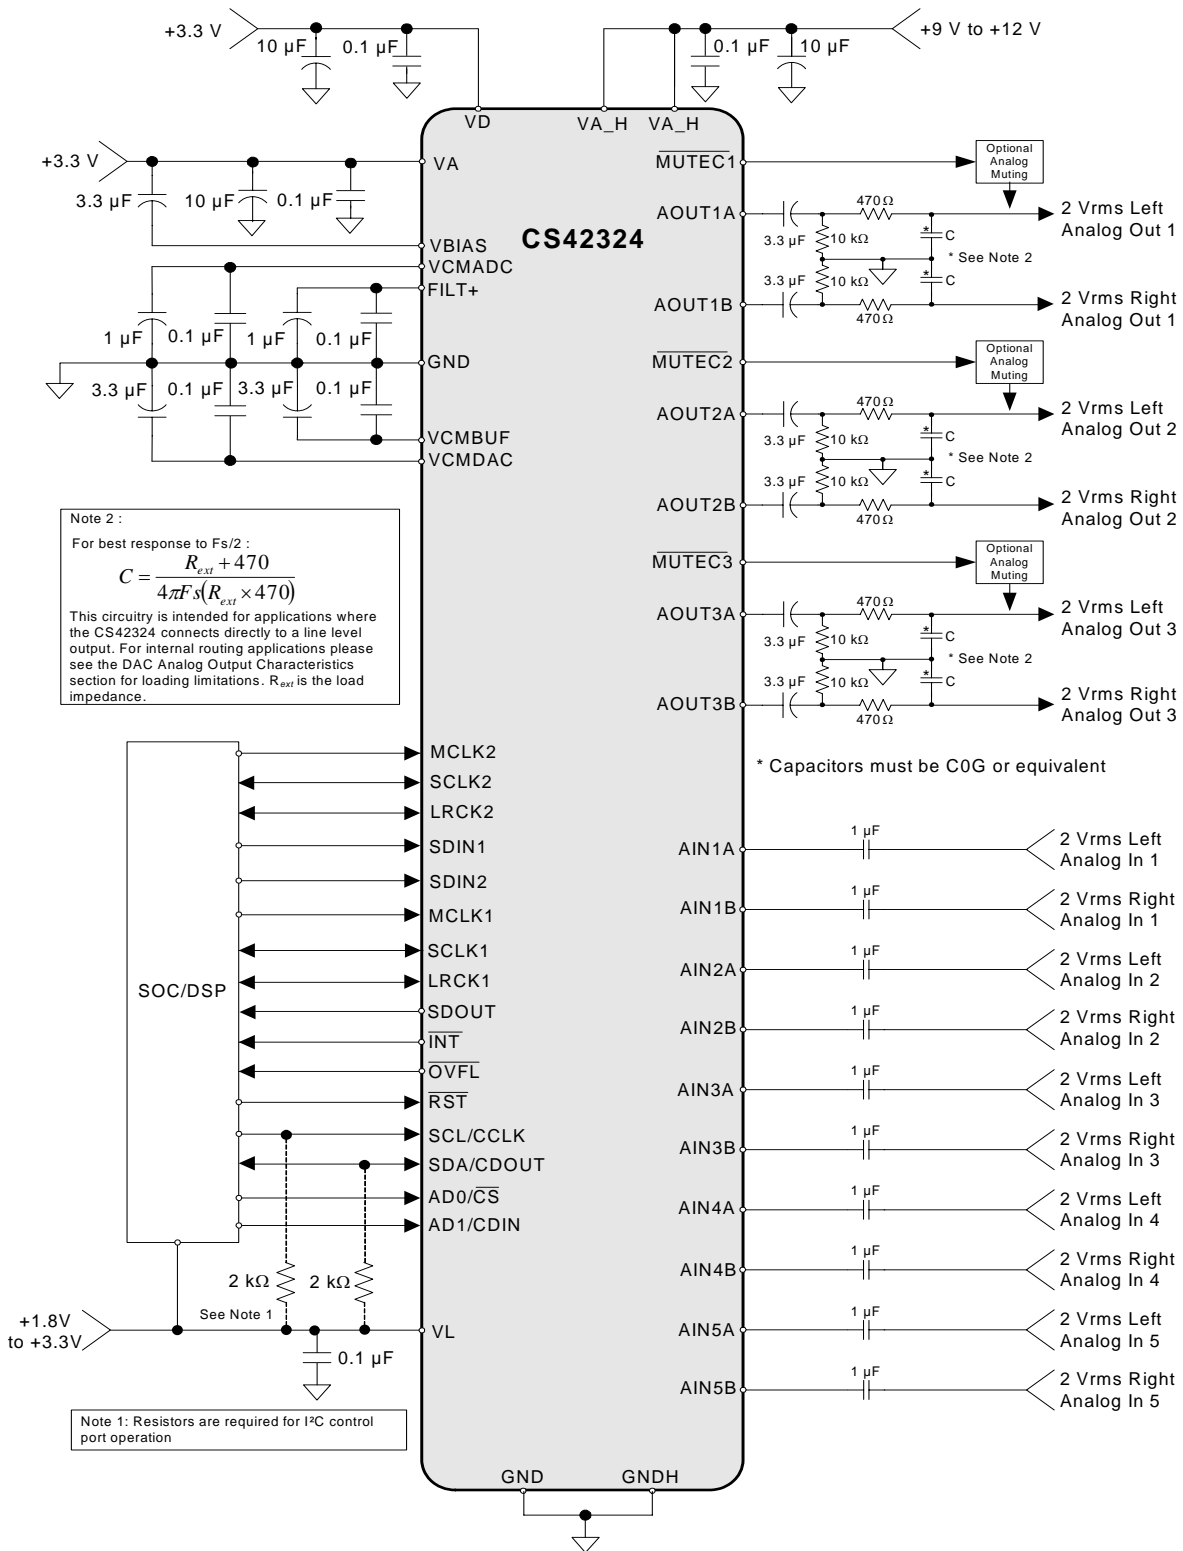 +3.3 V
10 µF
0.1 µF
0.1 µF
10 µF
+9 V to +12 V
VD
VA_H
VA_H
+3.3 V
VA
3.3 µF
10 µF
0.1 µF
VBIAS
VCMADC
FILT+
1 µF
0.1 µF
1 µF
0.1 µF
GND
3.3 µF
0.1 µF
3.3 µF
0.1 µF
VCMBUF
VCMDAC
CS42324
MUTEC1
Optional
Analog
Muting
AOUT1A
3.3 µF
470Ω
10 kΩ
* C
2 Vrms Left
Analog Out 1
* See Note 2
3.3 µF
10 kΩ
* C
AOUT1B
470Ω
2 Vrms Right
Analog Out 1
MUTEC2
Optional
Analog
Muting
AOUT2A
3.3 µF
470Ω
10 kΩ
* C
2 Vrms Left
Analog Out 2
* See Note 2
3.3 µF
10 kΩ
* C
AOUT2B
470Ω
2 Vrms Right
Analog Out 2
MUTEC3
Optional
Analog
Muting
AOUT3A
3.3 µF
470Ω
10 kΩ
* C
2 Vrms Left
Analog Out 3
* See Note 2
3.3 µF
10 kΩ
* C
AOUT3B
470Ω
2 Vrms Right
Analog Out 3
* Capacitors must be C0G or equivalent
Note 2 :
For best response to Fs/2 :
C = (R_ext + 470) / (4πFs(R_ext × 470))
This circuitry is intended for applications where
the CS42324 connects directly to a line level
output. For internal routing applications please
see the DAC Analog Output Characteristics
section for loading limitations. Rext is the load
impedance.
SOC/DSP
MCLK2
SCLK2
LRCK2
SDIN1
SDIN2
MCLK1
SCLK1
LRCK1
SDOUT
INT
OVFL
RST
SCL/CCLK
SDA/CDOUT
AD0/CS
AD1/CDIN
2 kΩ
2 kΩ
See Note 1
+1.8V
to +3.3V
VL
0.1 µF
Note 1: Resistors are required for I²C control
port operation
AIN1A
1 µF
2 Vrms Left
Analog In 1
AIN1B
1 µF
2 Vrms Right
Analog In 1
AIN2A
1 µF
2 Vrms Left
Analog In 2
AIN2B
1 µF
2 Vrms Right
Analog In 2
AIN3A
1 µF
2 Vrms Left
Analog In 3
AIN3B
1 µF
2 Vrms Right
Analog In 3
AIN4A
1 µF
2 Vrms Left
Analog In 4
AIN4B
1 µF
2 Vrms Right
Analog In 4
AIN5A
1 µF
2 Vrms Left
Analog In 5
AIN5B
1 µF
2 Vrms Right
Analog In 5
GND
GNDH